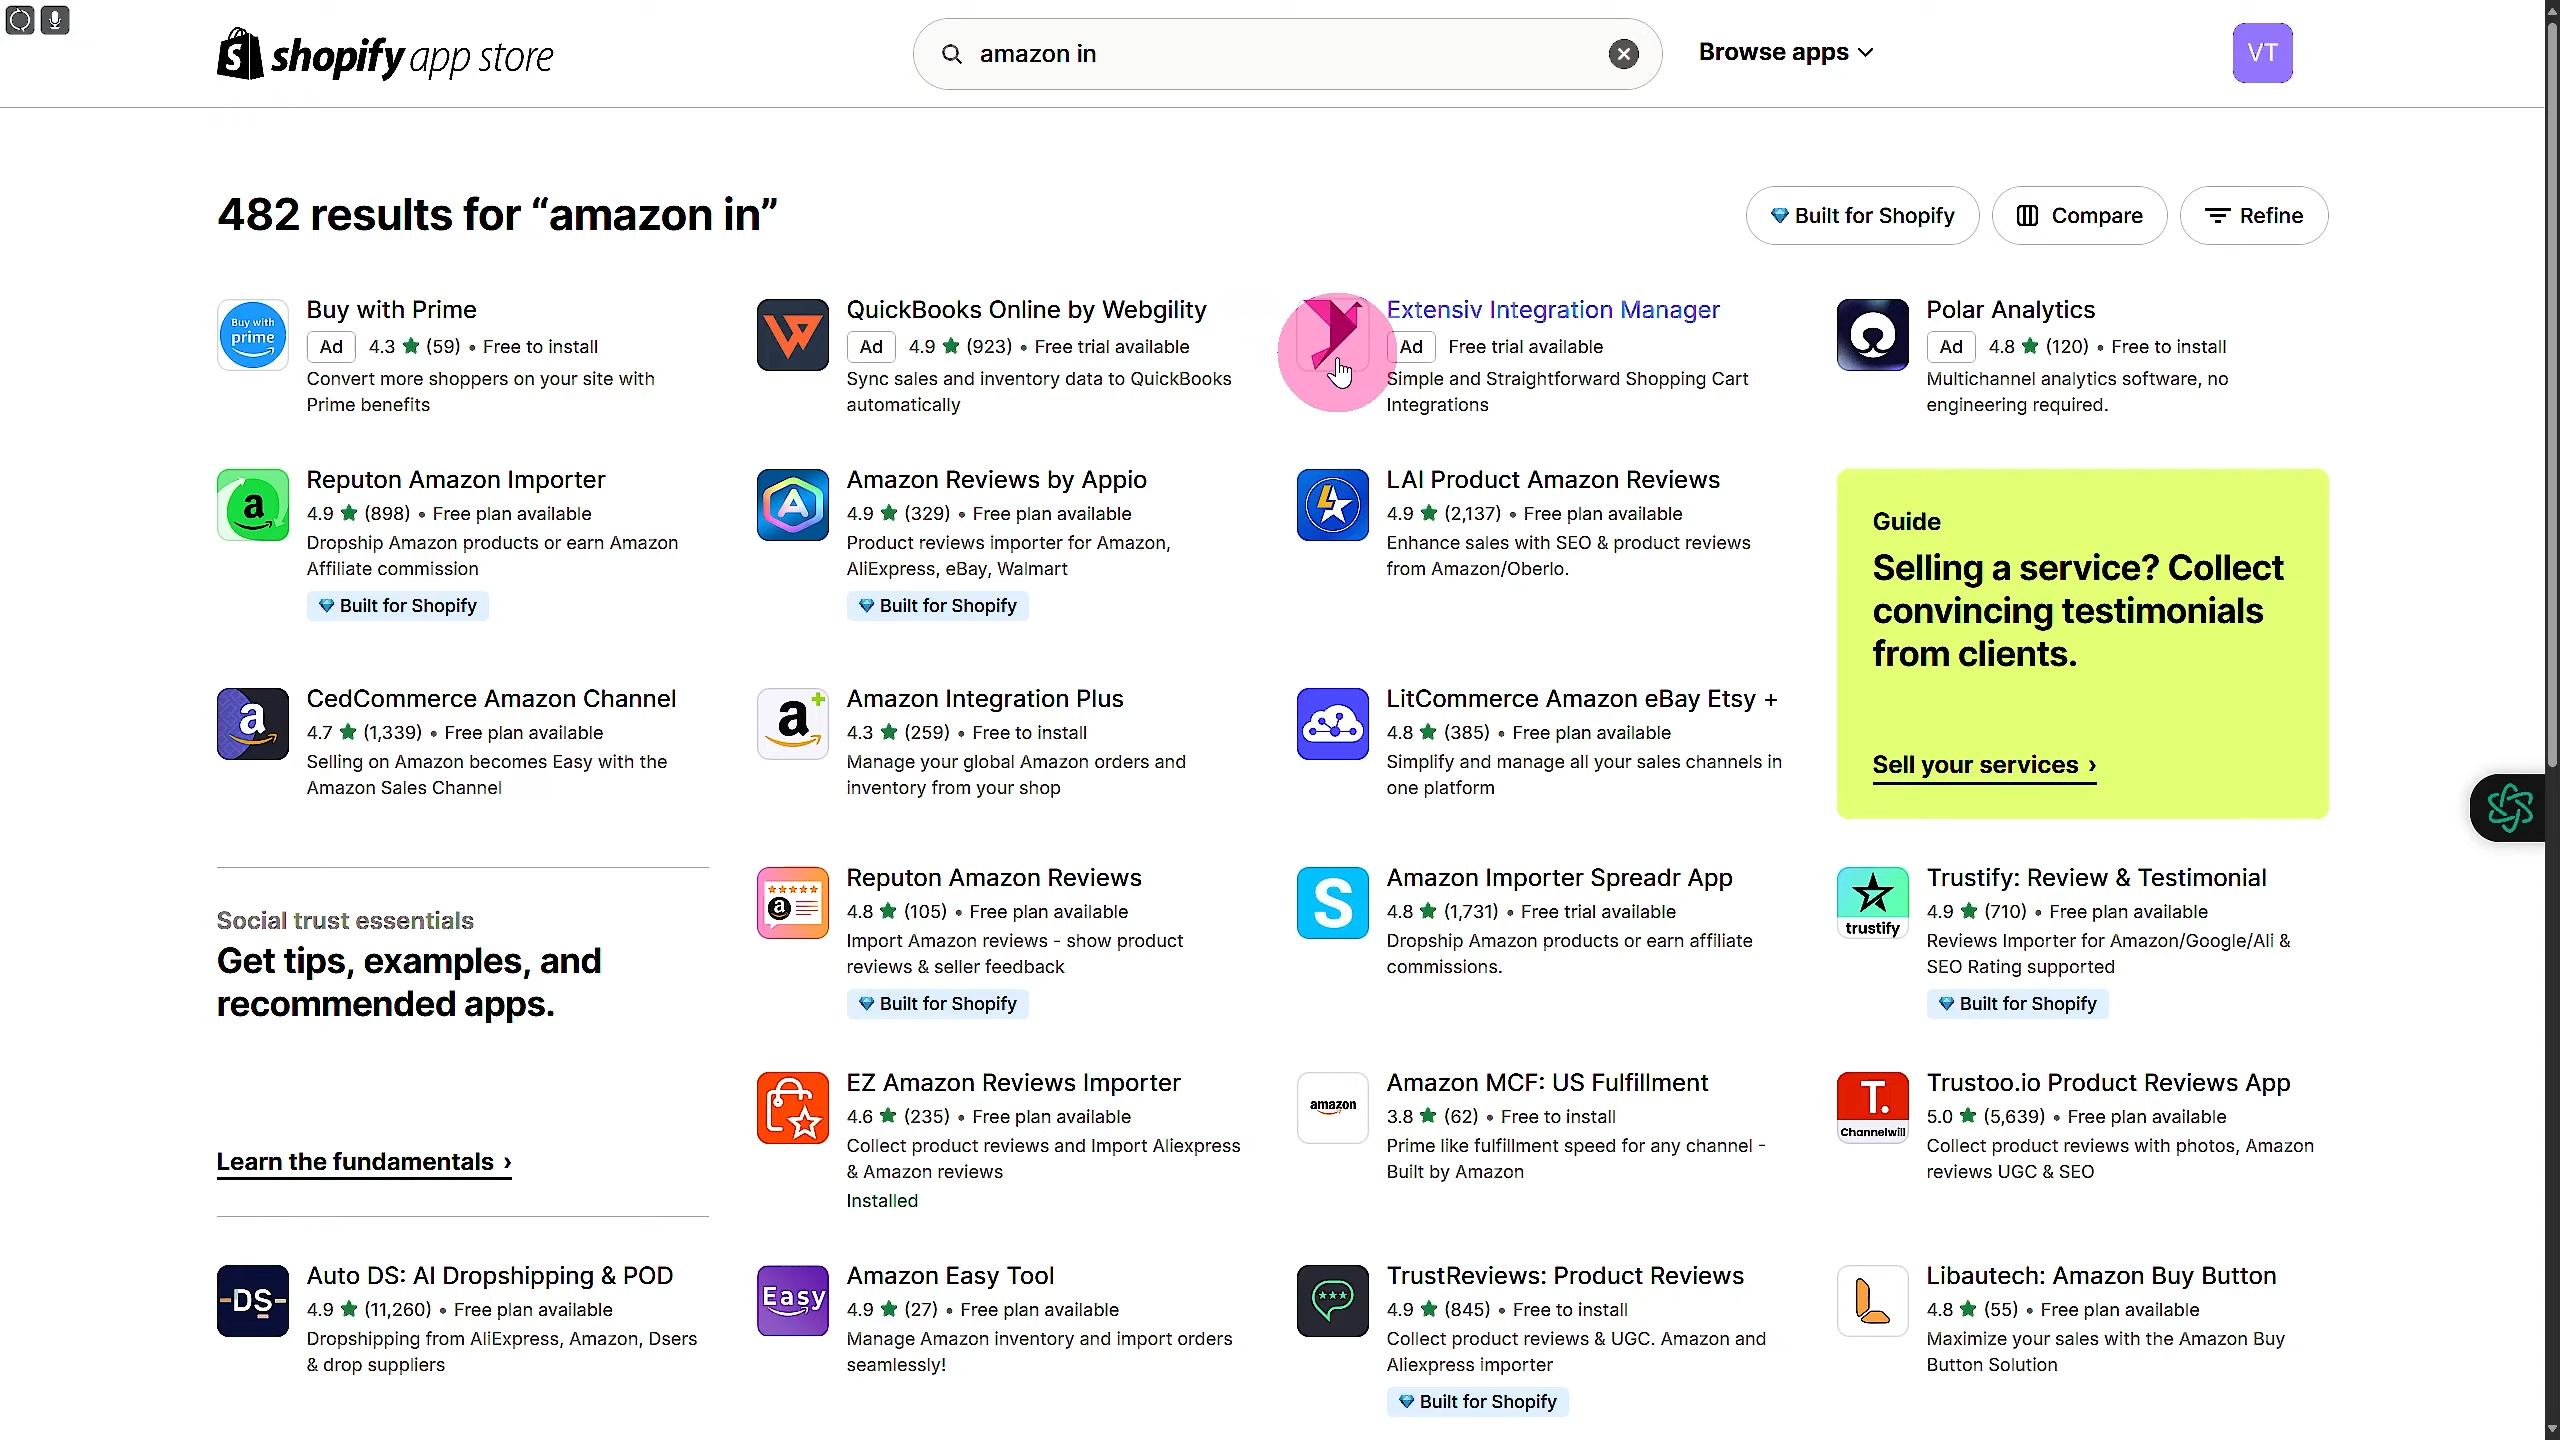 shopify app store
amazon in
Browse apps
VT
482 results for “amazon in”
Built for Shopify
Compare
Refine
Buy with prime
Buy with Prime
Ad 4.3 ★ (59) • Free to install
Convert more shoppers on your site with
Prime benefits
QuickBooks Online by Webgility
Ad 4.9 ★ (923) • Free trial available
Sync sales and inventory data to QuickBooks
automatically
Extensiv Integration Manager
Ad Free trial available
Simple and Straightforward Shopping Cart
Integrations
Polar Analytics
Ad 4.8 ★ (120) • Free to install
Multichannel analytics software, no
engineering required.
Reputon Amazon Importer
4.9 ★ (898) • Free plan available
Dropship Amazon products or earn Amazon
Affiliate commission
Built for Shopify
Amazon Reviews by Appio
4.9 ★ (329) • Free plan available
Product reviews importer for Amazon,
AliExpress, eBay, Walmart
Built for Shopify
LAI Product Amazon Reviews
4.9 ★ (2,137) • Free plan available
Enhance sales with SEO & product reviews
from Amazon/Oberlo.
Guide
Selling a service? Collect
convincing testimonials
from clients.
Sell your services ›
CedCommerce Amazon Channel
4.7 ★ (1,339) • Free plan available
Selling on Amazon becomes Easy with the
Amazon Sales Channel
Amazon Integration Plus
4.3 ★ (259) • Free to install
Manage your global Amazon orders and
inventory from your shop
LitCommerce Amazon eBay Etsy +
4.8 ★ (385) • Free plan available
Simplify and manage all your sales channels in
one platform
Social trust essentials
Get tips, examples, and
recommended apps.
Learn the fundamentals ›
Reputon Amazon Reviews
4.8 ★ (105) • Free plan available
Import Amazon reviews - show product
reviews & seller feedback
Built for Shopify
S
Amazon Importer Spreadr App
4.8 ★ (1,731) • Free trial available
Dropship Amazon products or earn affiliate
commissions.
trustify
Trustify: Review & Testimonial
4.9 ★ (710) • Free plan available
Reviews Importer for Amazon/Google/Ali &
SEO Rating supported
Built for Shopify
EZ Amazon Reviews Importer
4.6 ★ (235) • Free plan available
Collect product reviews and Import Aliexpress
& Amazon reviews
Installed
amazon
Amazon MCF: US Fulfillment
3.8 ★ (62) • Free to install
Prime like fulfillment speed for any channel -
Built by Amazon
T.
Channelwill
Trustoo.io Product Reviews App
5.0 ★ (5,639) • Free plan available
Collect product reviews with photos, Amazon
reviews UGC & SEO
DS
Auto DS: AI Dropshipping & POD
4.9 ★ (11,260) • Free plan available
Dropshipping from AliExpress, Amazon, Dsers
& drop suppliers
Easy
Amazon Easy Tool
4.9 ★ (27) • Free plan available
Manage Amazon inventory and import orders
seamlessly!
TrustReviews: Product Reviews
4.9 ★ (845) • Free to install
Collect product reviews & UGC. Amazon and
Aliexpress importer
Built for Shopify
Libautech: Amazon Buy Button
4.8 ★ (55) • Free plan available
Maximize your sales with the Amazon Buy
Button Solution